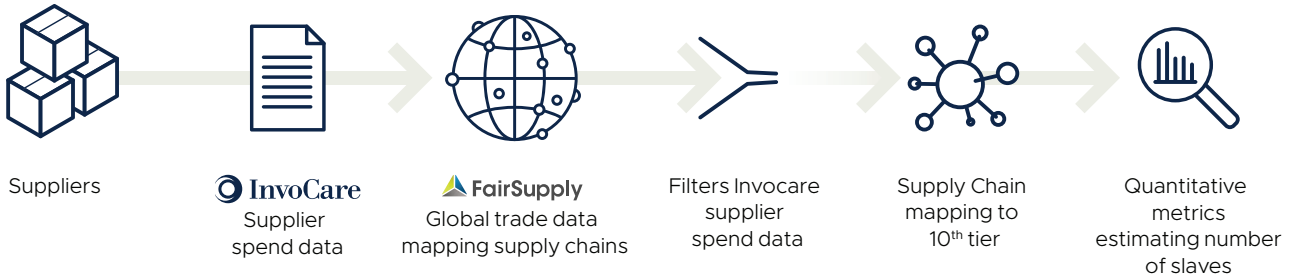 Suppliers
InvoCare
Supplier
spend data
FairSupply
Global trade data
mapping supply chains
Filters Invocare
supplier
spend data
Supply Chain
mapping to
10th tier
Quantitative
metrics
estimating number
of slaves